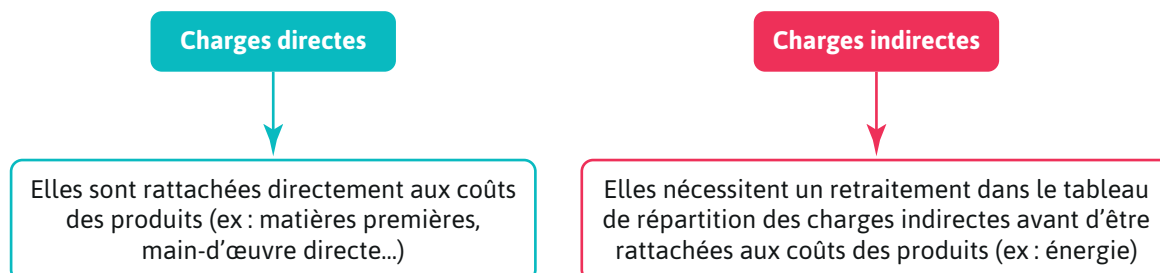 Charges directes
Charges indirectes
Elles sont rattachées directement aux coûts
des produits (ex : matières premières,
main-d’œuvre directe…)
Elles nécessitent un retraitement dans le tableau
de répartition des charges indirectes avant d’être
rattachées aux coûts des produits (ex : énergie)